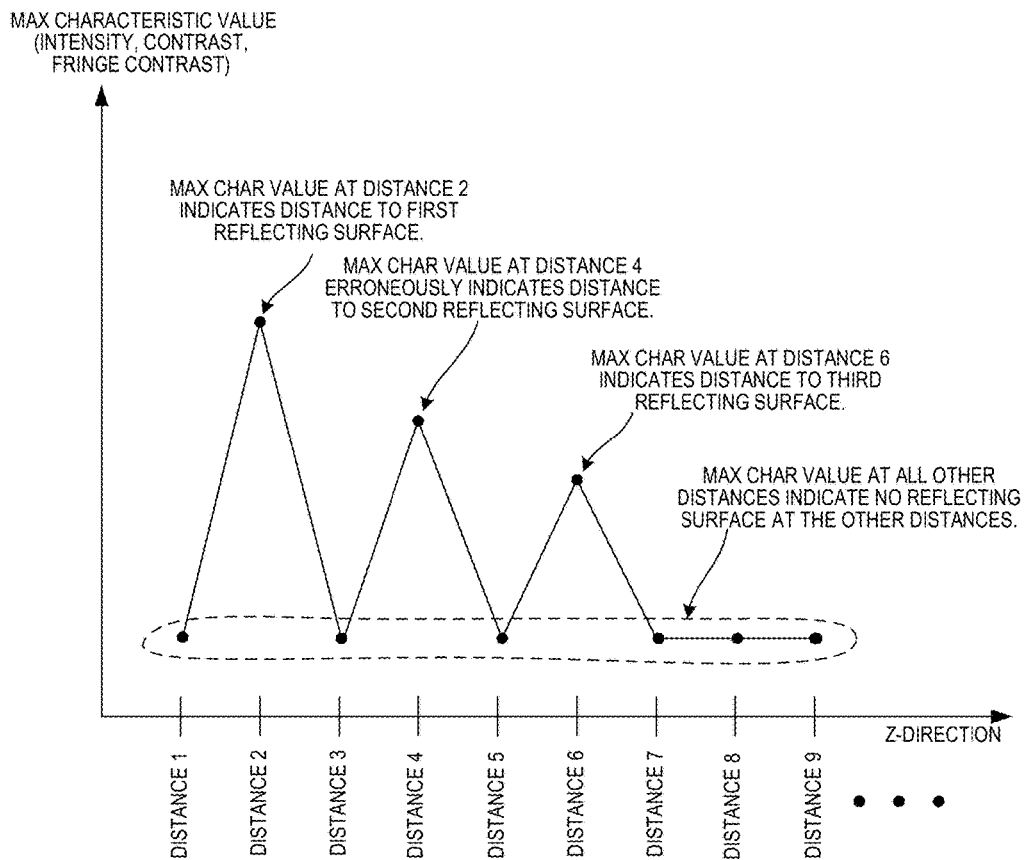 MAX CHARACTERISTIC VALUE
(INTENSITY, CONTRAST,
FRINGE CONTRAST)
MAX CHAR VALUE AT DISTANCE 2
INDICATES DISTANCE TO FIRST
REFLECTING SURFACE.
MAX CHAR VALUE AT DISTANCE 4
ERRONEOUSLY INDICATES DISTANCE
TO SECOND REFLECTING SURFACE.
MAX CHAR VALUE AT DISTANCE 6
INDICATES DISTANCE TO THIRD
REFLECTING SURFACE.
MAX CHAR VALUE AT ALL OTHER
DISTANCES INDICATE NO REFLECTING
SURFACE AT THE OTHER DISTANCES.
Z-DIRECTION
DISTANCE 1
DISTANCE 2
DISTANCE 3
DISTANCE 4
DISTANCE 5
DISTANCE 6
DISTANCE 7
DISTANCE 8
DISTANCE 9